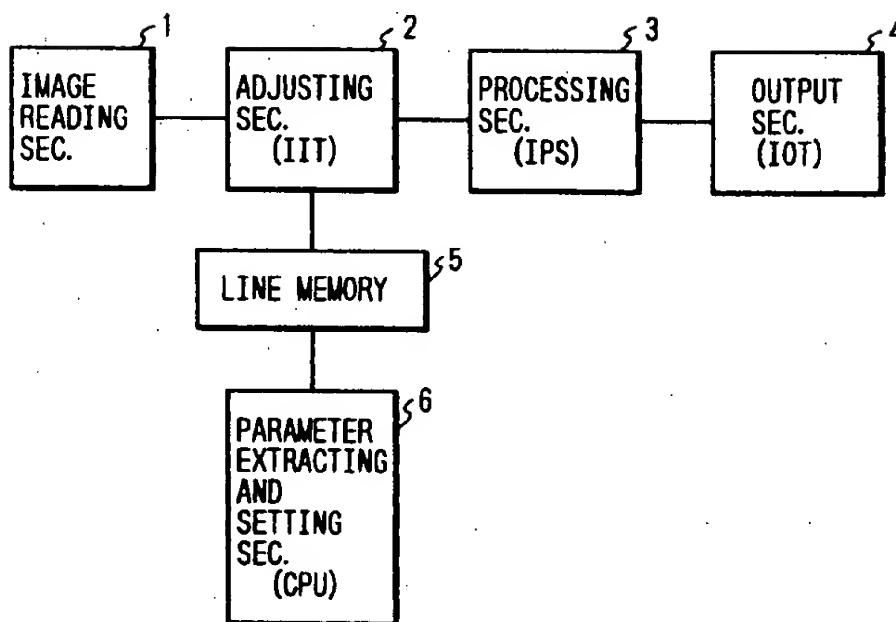 1
IMAGE
READING
SEC.
2
ADJUSTING
SEC.
(IIT)
3
PROCESSING
SEC.
(IPS)
4
OUTPUT
SEC.
(IOT)
5
LINE MEMORY
6
PARAMETER
EXTRACTING
AND
SETTING
SEC.
(CPU)